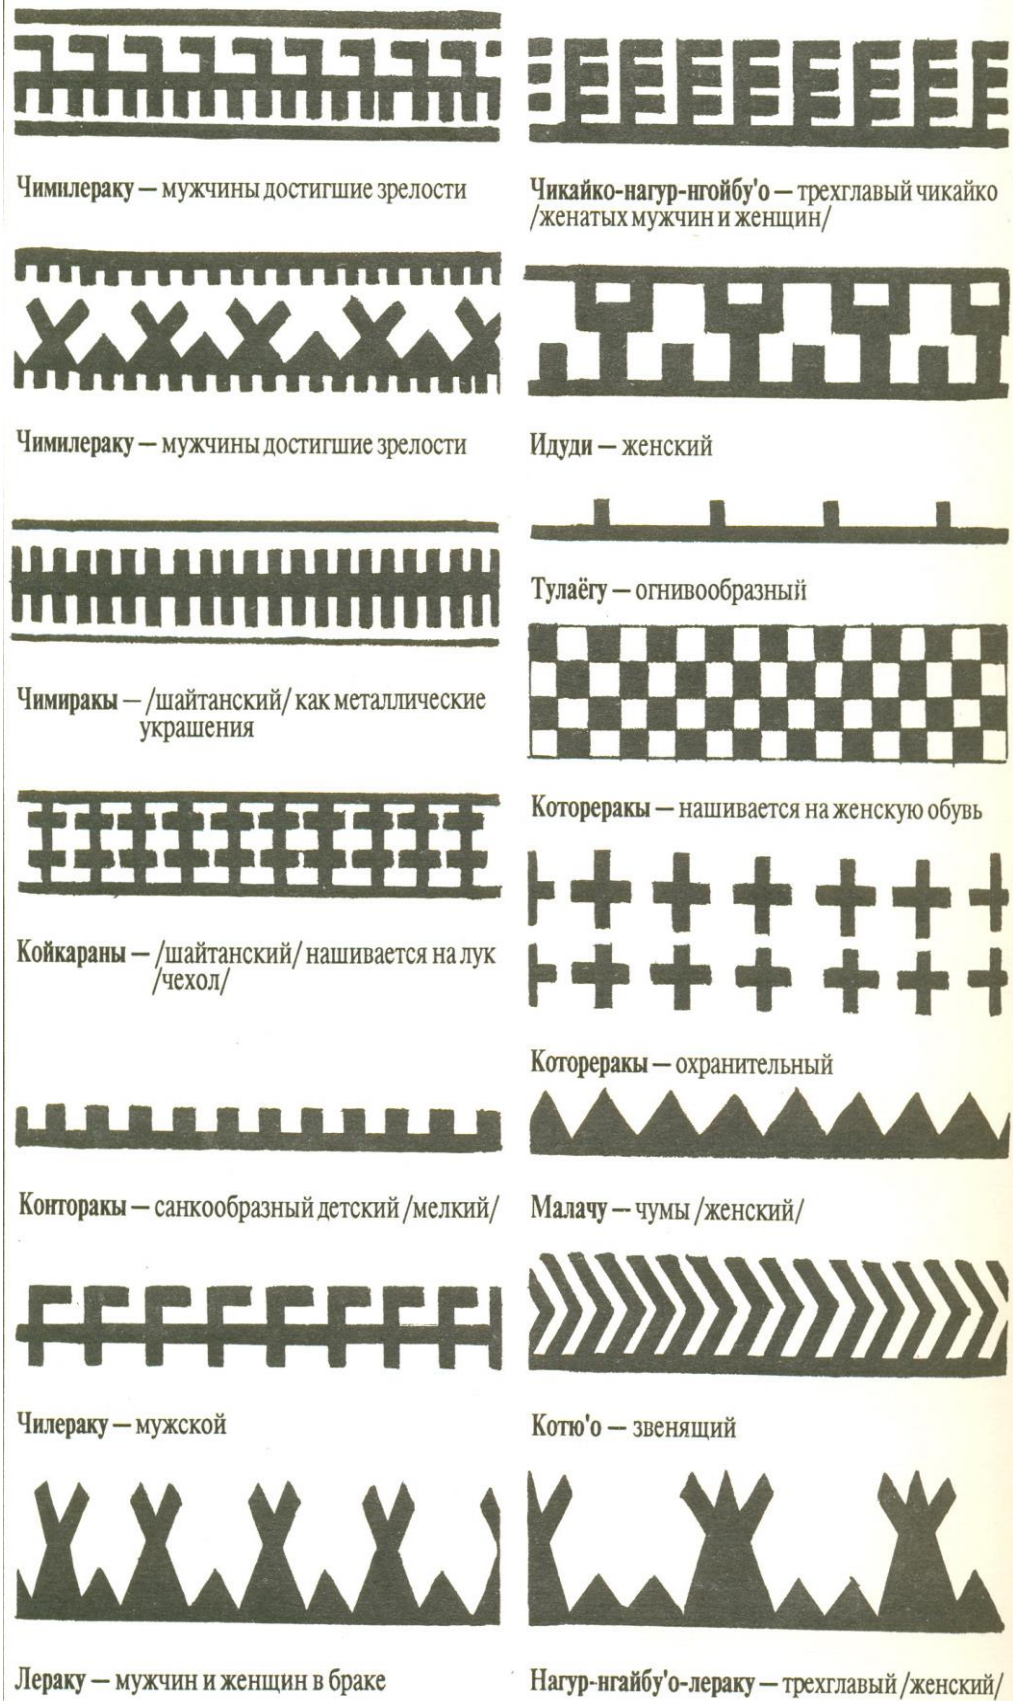 Чимилераку — мужчины достигшие зрелости
Чимилераку — мужчины достигшие зрелости
Чимиракы — /шайтанский/ как металлические
украшения
Койкараны — /шайтанский/ нашивается на лук
/чехол/
Конторакы — санкообразный детский /мелкий/
Чилераку — мужской
Лераку — мужчин и женщин в браке
Чикайко-нагур-нгойбу'о — трехглавый чикайко
/женатых мужчин и женщин/
Идуди — женский
Тулаёгу — огнивообразный
Котореракы — нашивается на женскую обувь
Котореракы — охранительный
Малачу — чумы /женский/
Котю'о — звенящий
Нагур-нгайбу'о-лераку — трехглавый /женский/